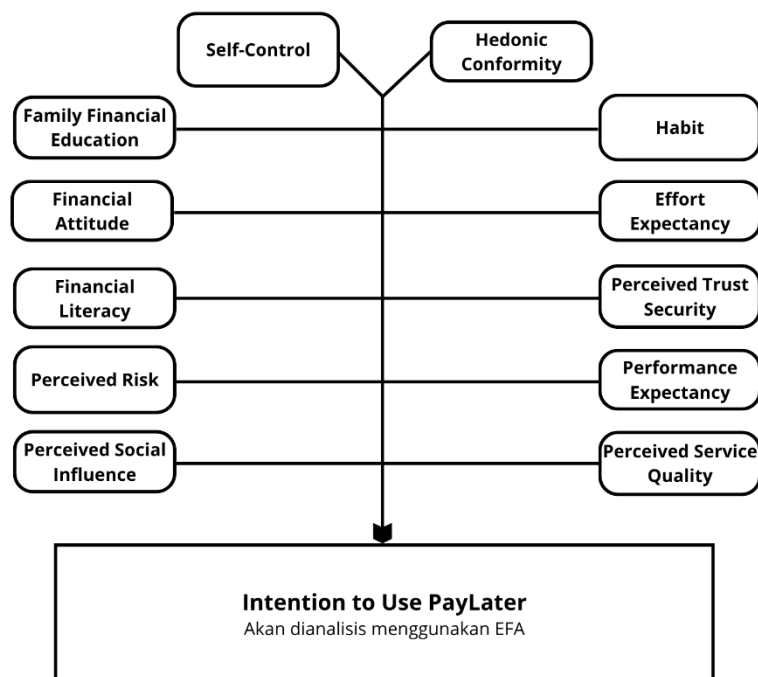 Self-Control
Hedonic
Conformity
Family Financial
Education
Habit
Financial
Attitude
Effort
Expectancy
Financial
Literacy
Perceived Trust
Security
Perceived Risk
Performance
Expectancy
Perceived Social
Influence
Perceived Service
Quality
Intention to Use PayLater
Akan dianalisis menggunakan EFA